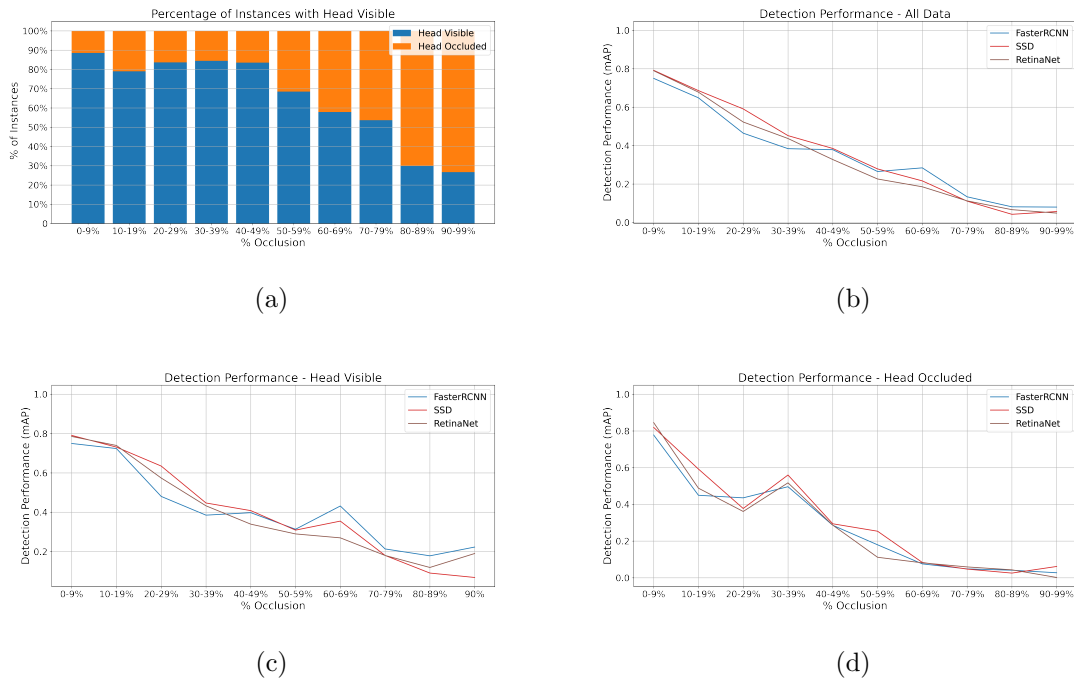 Percentage of Instances with Head Visible
Head Visible
Head Occluded
% of Instances
100%
90%
80%
70%
60%
50%
40%
30%
20%
10%
0
0-9% 10-19% 20-29% 30-39% 40-49% 50-59% 60-69% 70-79% 80-89% 90-99%
% Occlusion
(a)
Detection Performance - All Data
FasterRCNN
SSD
RetinaNet
Detection Performance (mAP)
1.0
0.8
0.6
0.4
0.2
0.0
0-9% 10-19% 20-29% 30-39% 40-49% 50-59% 60-69% 70-79% 80-89% 90-99%
% Occlusion
(b)
Detection Performance - Head Visible
FasterRCNN
SSD
RetinaNet
Detection Performance (mAP)
1.0
0.8
0.6
0.4
0.2
0-9% 10-19% 20-29% 30-39% 40-49% 50-59% 60-69% 70-79% 80-89% 90%
% Occlusion
(c)
Detection Performance - Head Occluded
FasterRCNN
SSD
RetinaNet
Detection Performance (mAP)
1.0
0.8
0.6
0.4
0.2
0.0
0-9% 10-19% 20-29% 30-39% 40-49% 50-59% 60-69% 70-79% 80-89% 90-99%
% Occlusion
(d)